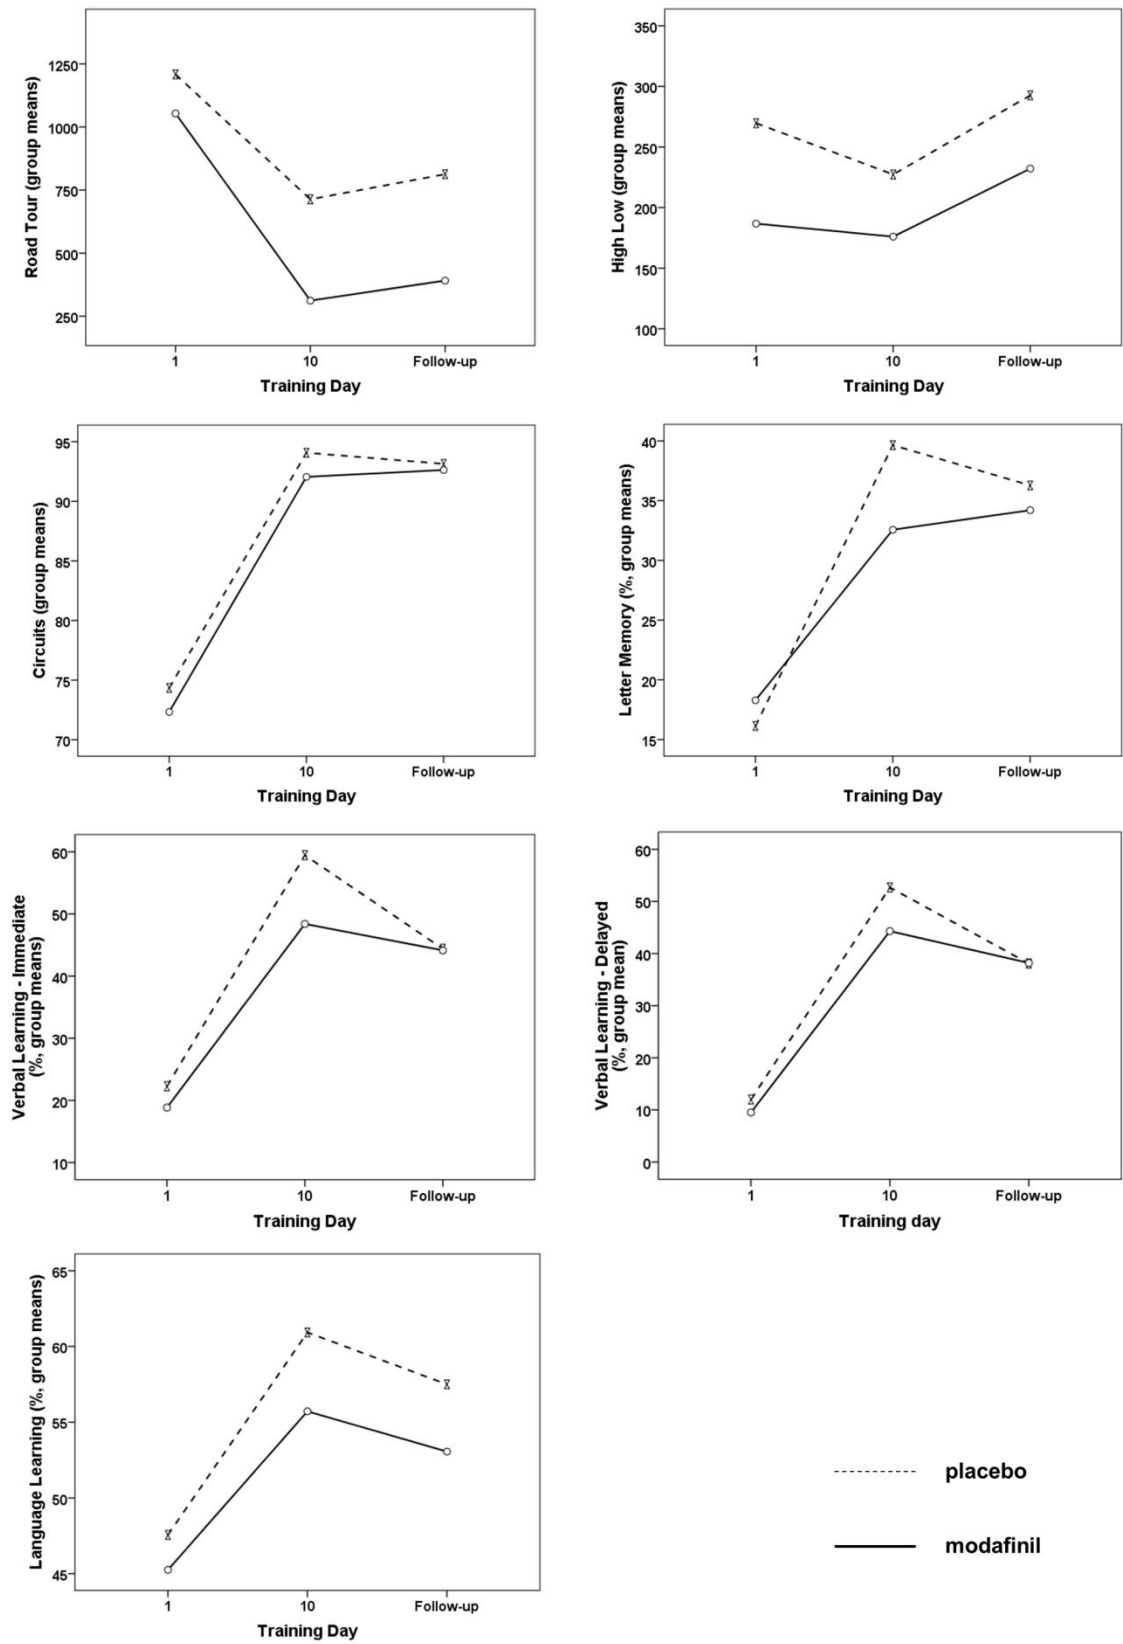 Road Tour (group means)
1250
1000
750
500
250
1
10
Follow-up
Training Day
High Low (group means)
350
300
250
200
150
100
1
10
Follow-up
Training Day
Circuits (group means)
95
90
85
80
75
70
1
10
Follow-up
Training Day
Letter Memory (%, group means)
40
35
30
25
20
15
1
10
Follow-up
Training Day
Verbal Learning - Immediate
(%, group means)
60
50
40
30
20
10
1
10
Follow-up
Training Day
Verbal Learning - Delayed
(%, group mean)
60
50
40
30
20
10
0
1
10
Follow-up
Training day
Language Learning (%, group means)
65
60
55
50
45
1
10
Follow-up
Training Day
placebo
modafinil